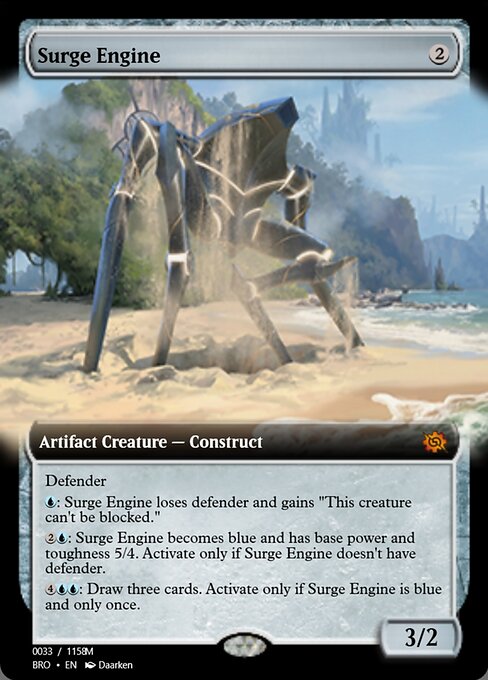 Surge Engine 2
Artifact Creature — Construct
Defender
: Surge Engine loses defender and gains "This creature
can't be blocked."
2: Surge Engine becomes blue and has base power and
toughness 5/4. Activate only if Surge Engine doesn't have
defender.
4: Draw three cards. Activate only if Surge Engine is blue
and only once.
3/2
0033 / 1158M
BRO • EN Daarken